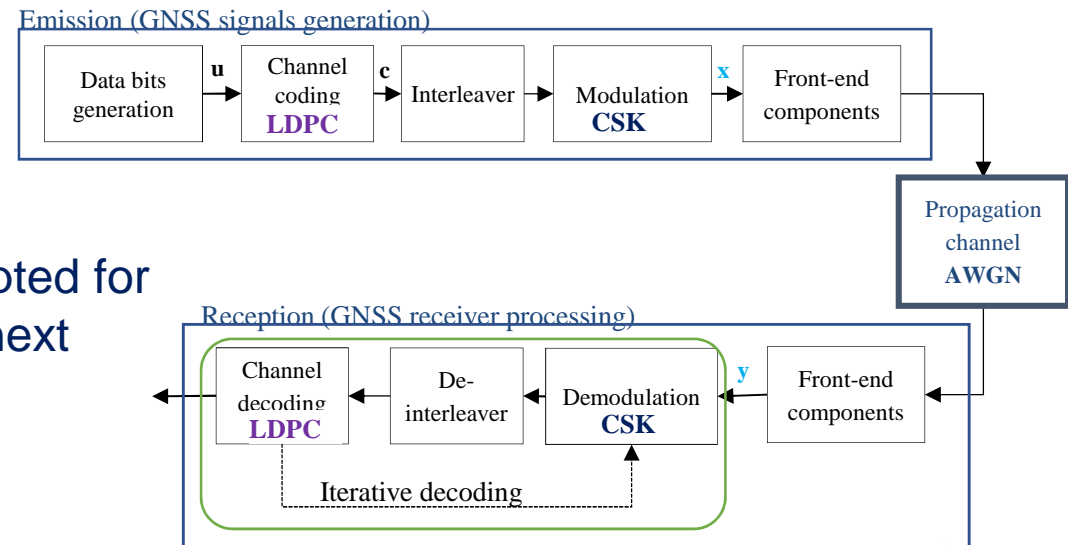 Emission (GNSS signals generation)
Data bits
generation
u
Channel
coding
LDPC
c
Interleaver
Modulation
CSK
x
Front-end
components
Propagation
channel
AWGN
oted for
next
Reception (GNSS receiver processing)
Channel
decoding
LDPC
De-
interleaver
Demodulation
CSK
y
Front-end
components
Iterative decoding